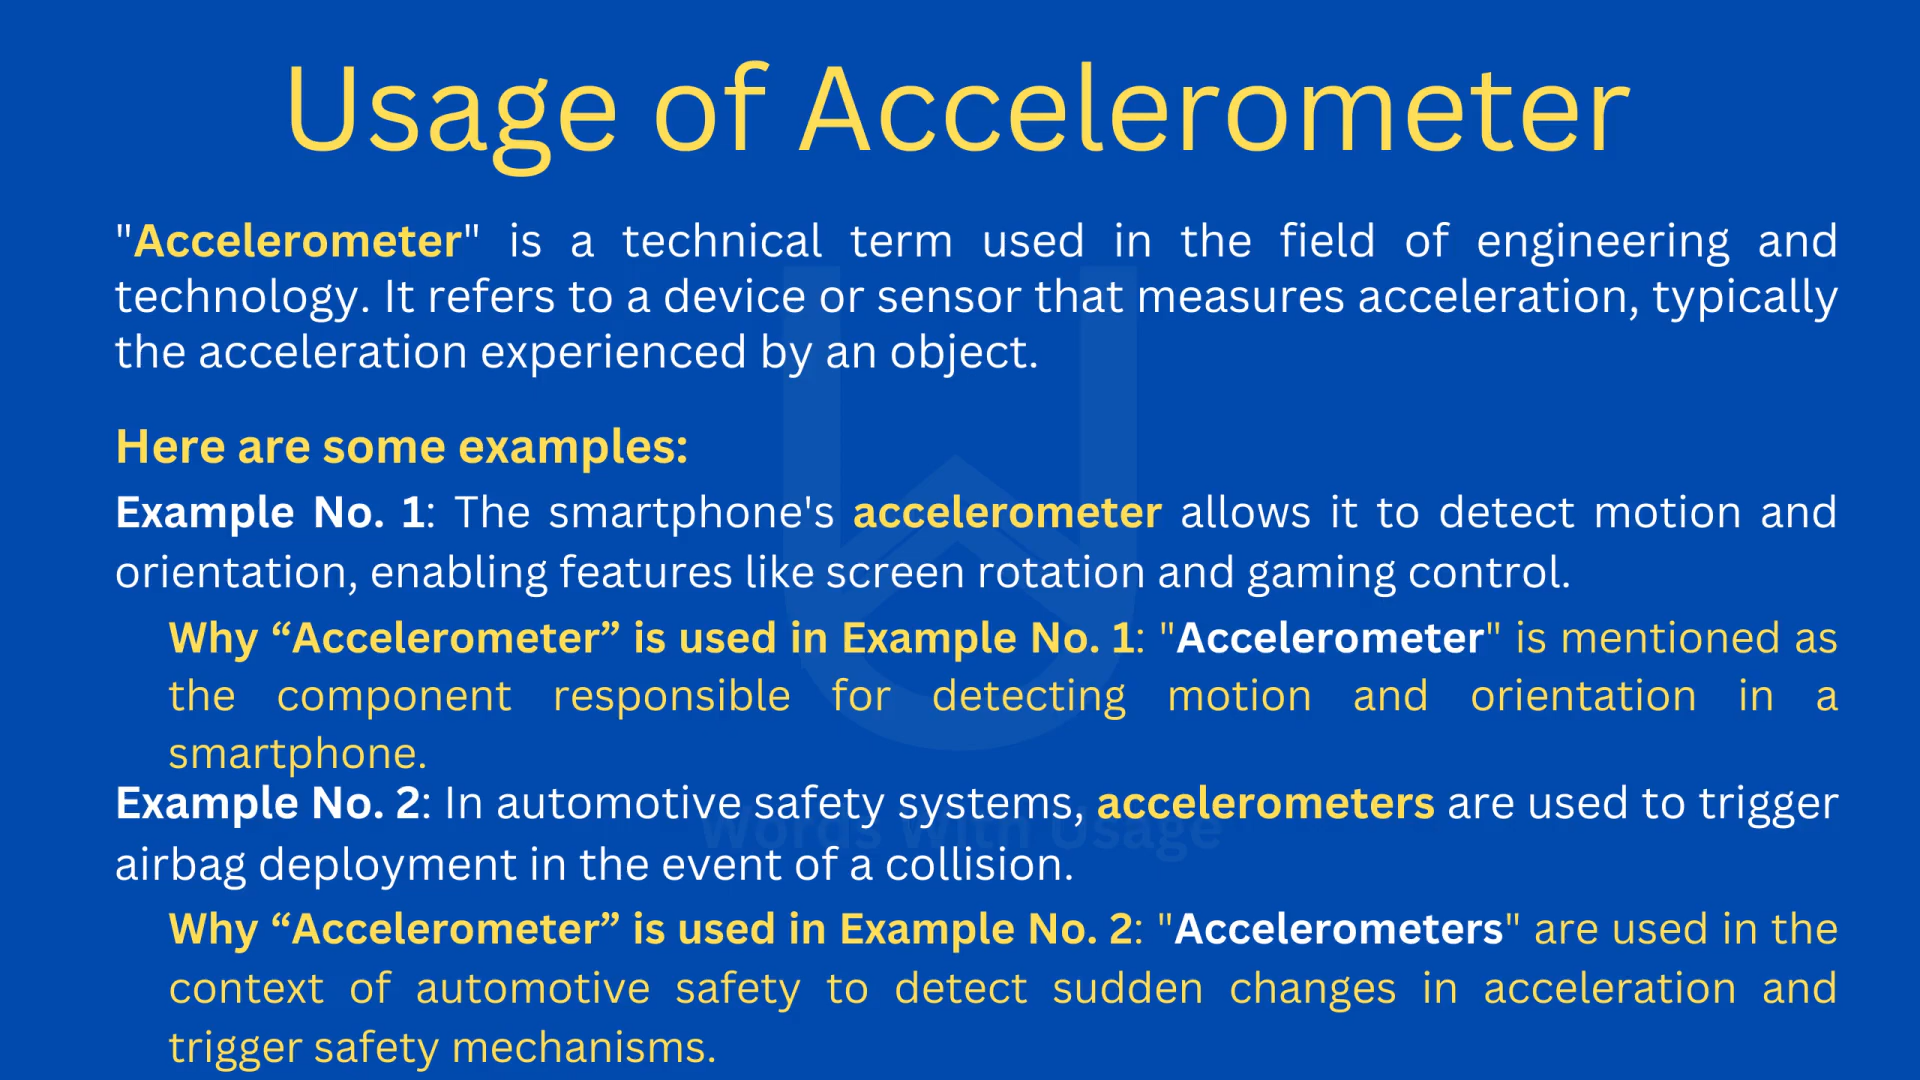 Usage of Accelerometer
"Accelerometer" is a technical term used in the field of engineering and
technology. It refers to a device or sensor that measures acceleration, typically
the acceleration experienced by an object.
Here are some examples:
Example No. 1: The smartphone's accelerometer allows it to detect motion and
orientation, enabling features like screen rotation and gaming control.
Why “Accelerometer” is used in Example No. 1: "Accelerometer" is mentioned as
the component responsible for detecting motion and orientation in a
smartphone.
Example No. 2: In automotive safety systems, accelerometers are used to trigger
Words With Usage
airbag deployment in the event of a collision.
Why “Accelerometer” is used in Example No. 2: "Accelerometers" are used in the
context of automotive safety to detect sudden changes in acceleration and
trigger safety mechanisms.